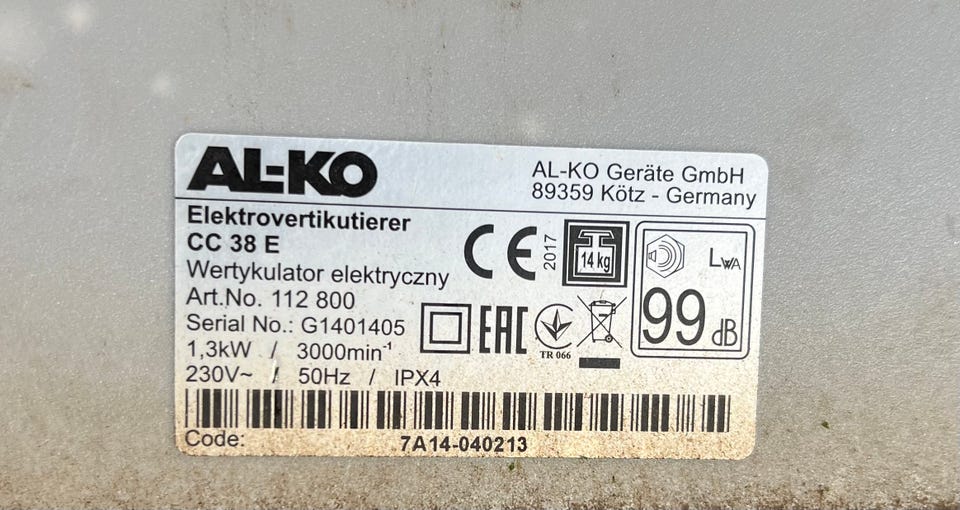 AL-KO
AL-KO Geräte GmbH
89359 Kötz - Germany
Elektrovertikutierer
CC 38 E
Wertykulator elektryczny
Art.No. 112 800
Serial No.: G1401405
1,3kW / 3000min⁻¹
230V~ / 50Hz / IPX4
CE
2017
14 kg
LWA
99 dB
EAC
TR 066
Code:
7A14-040213